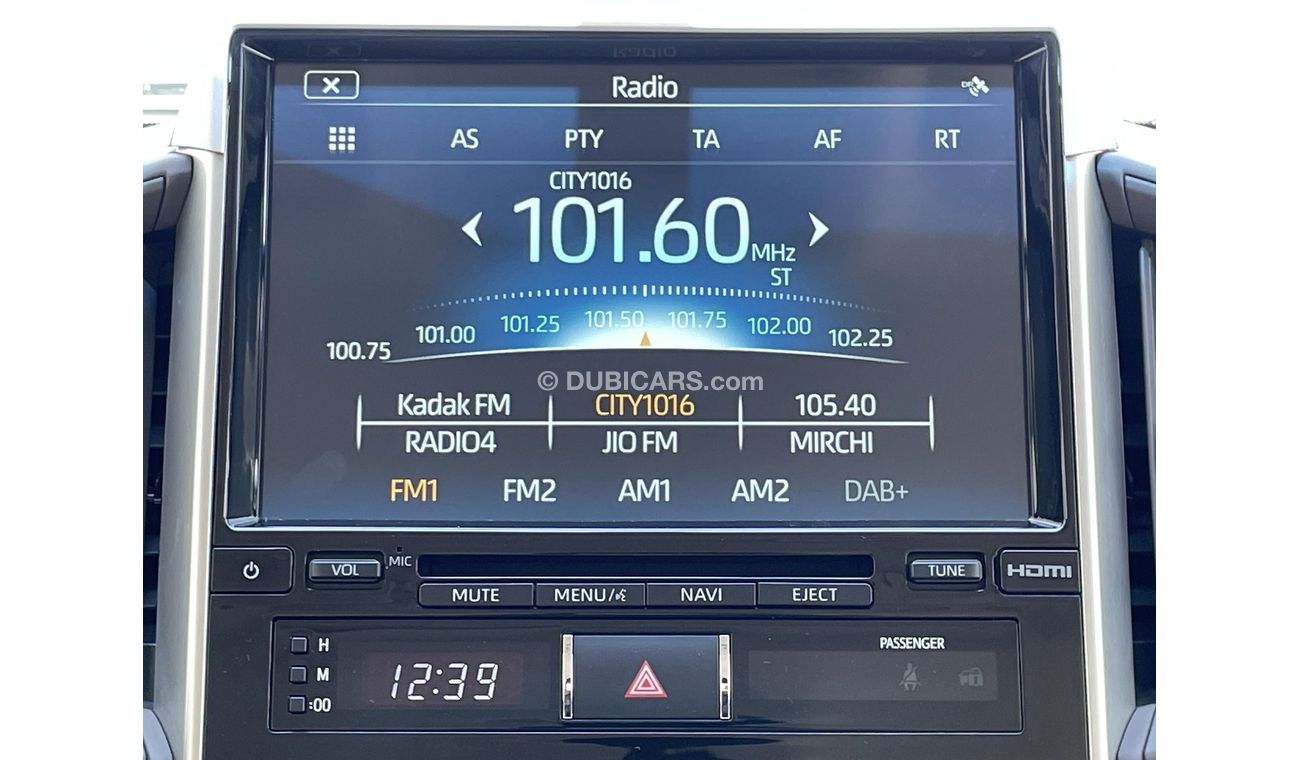 Radio
AS PTY TA AF RT
CITY1016
101.60 MHz
ST
100.75 101.00 101.25 101.50 101.75 102.00 102.25
© DUBICARS.com
Kadak FM CITY1016 105.40
RADIO4 JIO FM MIRCHI
FM1 FM2 AM1 AM2 DAB+
VOL MIC TUNE HDMI
MUTE MENU/ NAVI EJECT
H
M
:00
12:39
PASSENGER